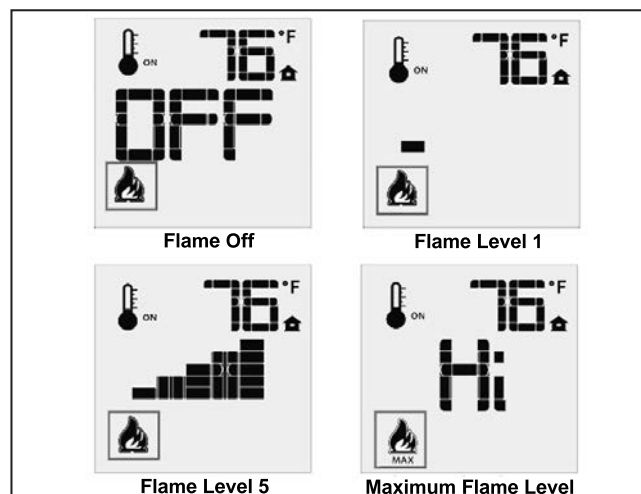 76 °F
ON
OFF
Flame Off
76 °F
ON
Flame Level 1
76 °F
ON
Flame Level 5
76 °F
ON
Hi
MAX
Maximum Flame Level